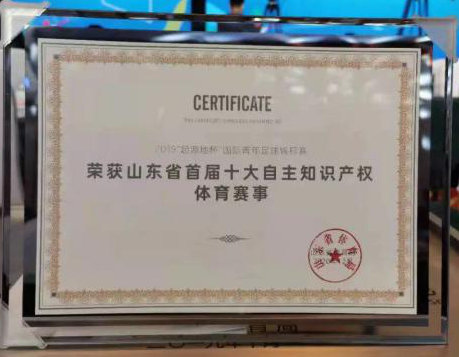 CERTIFICATE
2019“起源地杯”国际青年足球锦标赛
荣获山东省首届十大自主知识产权
体育赛事